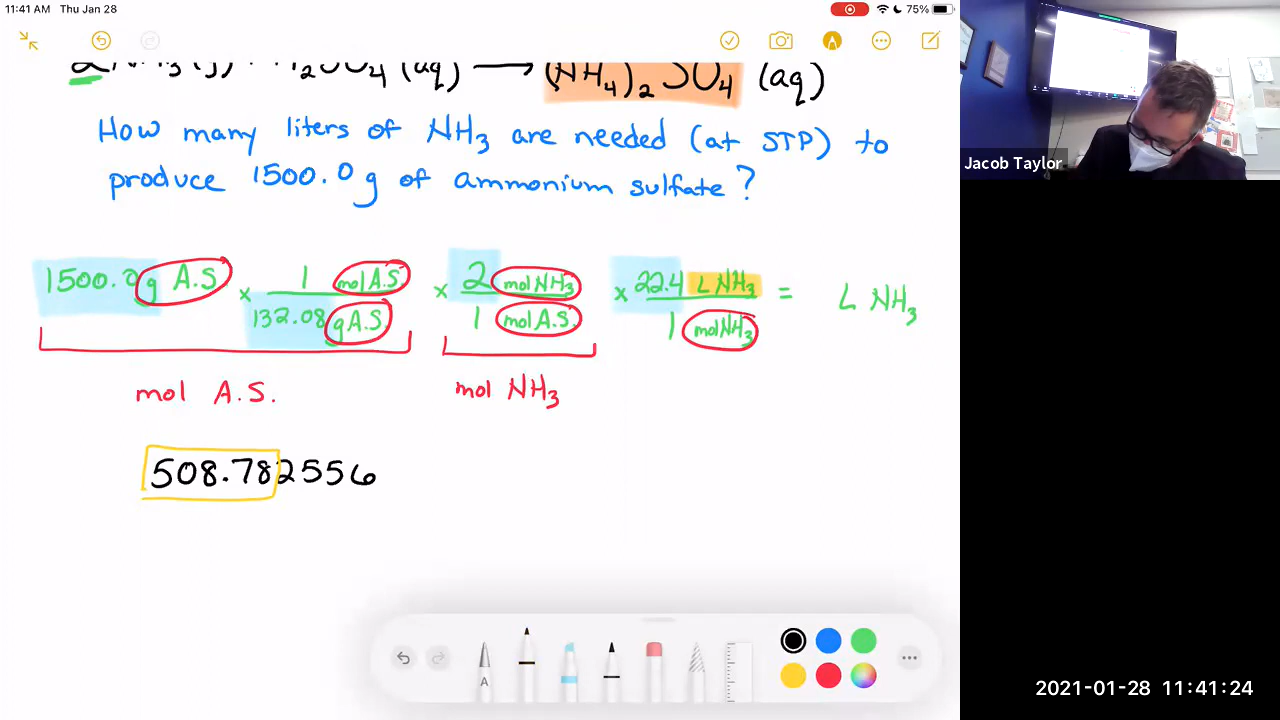 11:41 AM Thu Jan 28
75%
2NH₃(g) + H₂SO₄ (aq) → (NH₄)₂SO₄ (aq)
How many liters of NH₃ are needed (at STP) to
produce 1500.0 g of ammonium sulfate?
1500.0 g A.S × 1 mol A.S. / 132.08 g A.S. × 2 mol NH₃ / 1 mol A.S. × 22.4 L NH₃ / 1 mol NH₃ = L NH₃
mol A.S.
mol NH₃
508.782556
A
Jacob Taylor
2021-01-28 11:41:24